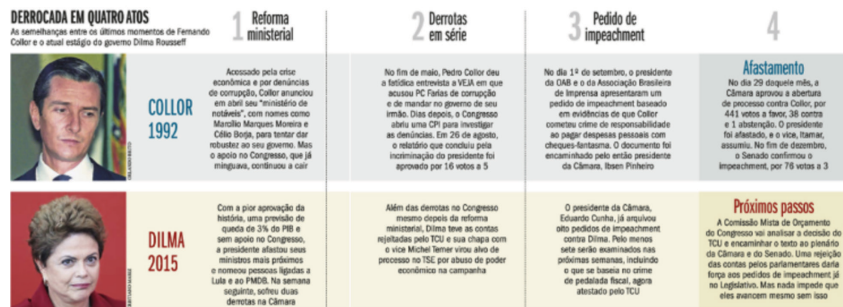 DERROCADA EM QUATRO ATOS
As semelhanças entre os últimos momentos de Fernando
Collor e o atual estágio do governo Dilma Rousseff
1 Reforma
ministerial
2 Derrotas
em série
3 Pedido de
impeachment
4
COLLOR
1992
Acossado pela crise
econômica e por denúncias
de corrupção, Collor anunciou
em abril seu "ministério de
notáveis", com nomes como
Marcílio Marques Moreira e
Célio Borja, para tentar dar
robustez ao seu governo. Mas
o apoio no Congresso, que já
minguava, continuou a cair
No fim de maio, Pedro Collor deu
a fatídica entrevista a VEJA em que
acusou PC Farias de corrupção
e de mandar no governo de seu
irmão. Dias depois, o Congresso
abriu uma CPI para investigar
as denúncias. Em 26 de agosto,
o relatório que concluiu pela
incriminação do presidente foi
aprovado por 16 votos a 5
No dia 1º de setembro, o presidente
da OAB e o da Associação Brasileira
de Imprensa apresentaram um
pedido de impeachment baseado
em evidências de que Collor
cometeu crime de responsabilidade
ao pagar despesas pessoais com
cheques-fantasma. O documento foi
encaminhado pelo então presidente
da Câmara, Ibsen Pinheiro
Afastamento
No dia 29 daquele mês, a
Câmara aprovou a abertura
de processo contra Collor, por
441 votos a favor, 38 contra
e 1 abstenção. O presidente
foi afastado, e o vice, Itamar,
assumiu. No fim de dezembro,
o Senado confirmou o
impeachment, por 76 votos a 3
DILMA
2015
Com a pior aprovação da
história, uma previsão de
queda de 3% do PIB e
sem apoio no Congresso,
a presidente afastou seus
ministros mais próximos
e nomeou pessoas ligadas a
Lula e ao PMDB. Na semana
seguinte, sofreu duas
derrotas na Câmara
Além das derrotas no Congresso
mesmo depois da reforma
ministerial, Dilma teve as contas
rejeitadas pelo TCU e sua chapa com
o vice Michel Temer virou alvo de
processo no TSE por abuso de poder
econômico na campanha
O presidente da Câmara,
Eduardo Cunha, já arquivou
oito pedidos de impeachment
contra Dilma. Pelo menos
sete serão examinados nas
próximas semanas, incluindo
o que se baseia no crime
de pedalada fiscal, agora
atestado pelo TCU
Próximos passos
A Comissão Mista de Orçamento
do Congresso vai analisar a decisão do
TCU e encaminhar o texto ao plenário
da Câmara e do Senado. Uma rejeição
das contas pelos parlamentares daria
força aos pedidos de impeachment já
no Legislativo. Mas nada impede que
eles avancem mesmo sem isso